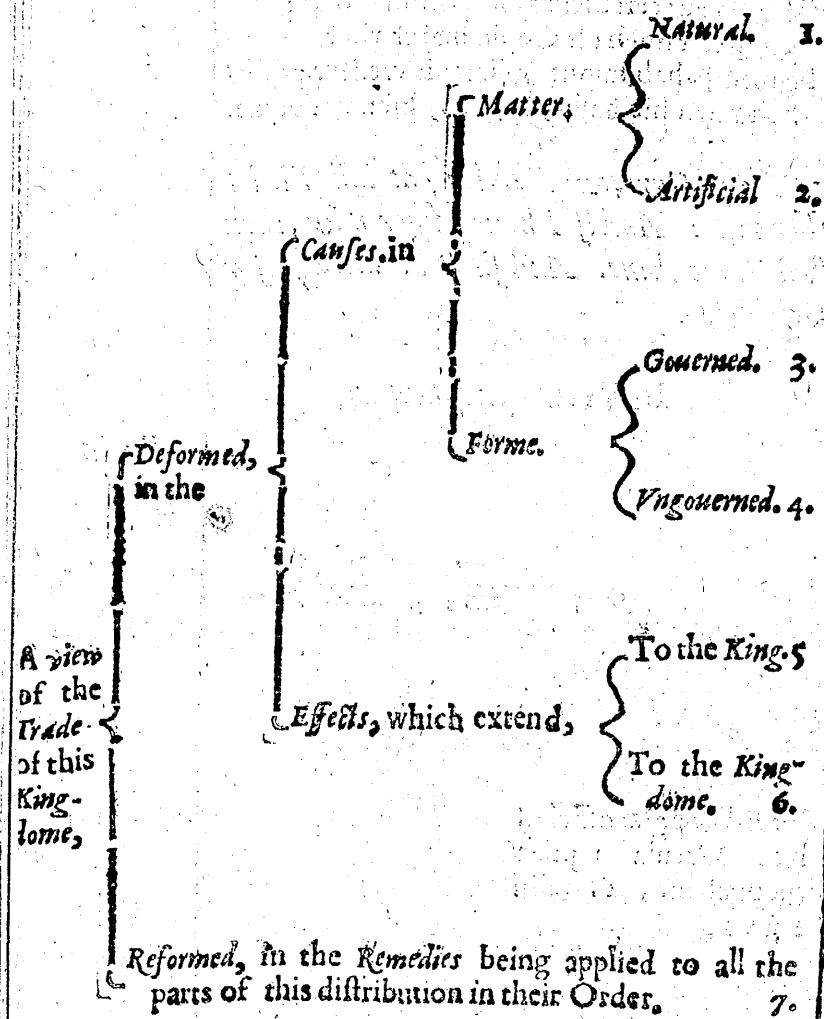 Natural. 1.
Matter.
Artificial 2.
Cauſes.in
Gouerned. 3.
Forme.
Deformed,
in the
Vngouerned. 4.
A view
of the
Trade
of this
King-
dome,
To the King. 5
Effects, which extend,
To the King-
dome. 6.
Reformed, in the Remedies being applied to all the
parts of this diſtribution in their Order. 7.